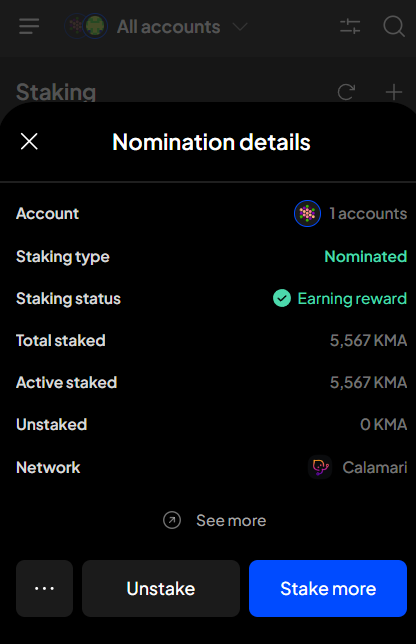 All accounts
Staking
Nomination details
Account 1 accounts
Staking type Nominated
Staking status Earning reward
Total staked 5,567 KMA
Active staked 5,567 KMA
Unstaked 0 KMA
Network Calamari
See more
... Unstake Stake more